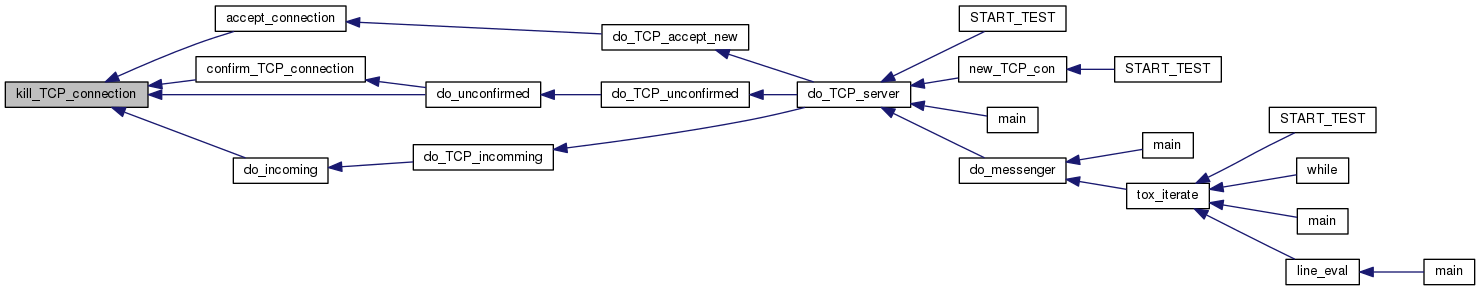 accept_connection
START_TEST
do_TCP_accept_new
confirm_TCP_connection
new_TCP_con
START_TEST
kill_TCP_connection
do_unconfirmed
do_TCP_unconfirmed
do_TCP_server
main
START_TEST
main
do_TCP_incomming
do_incoming
do_messenger
while
tox_iterate
main
line_eval
main